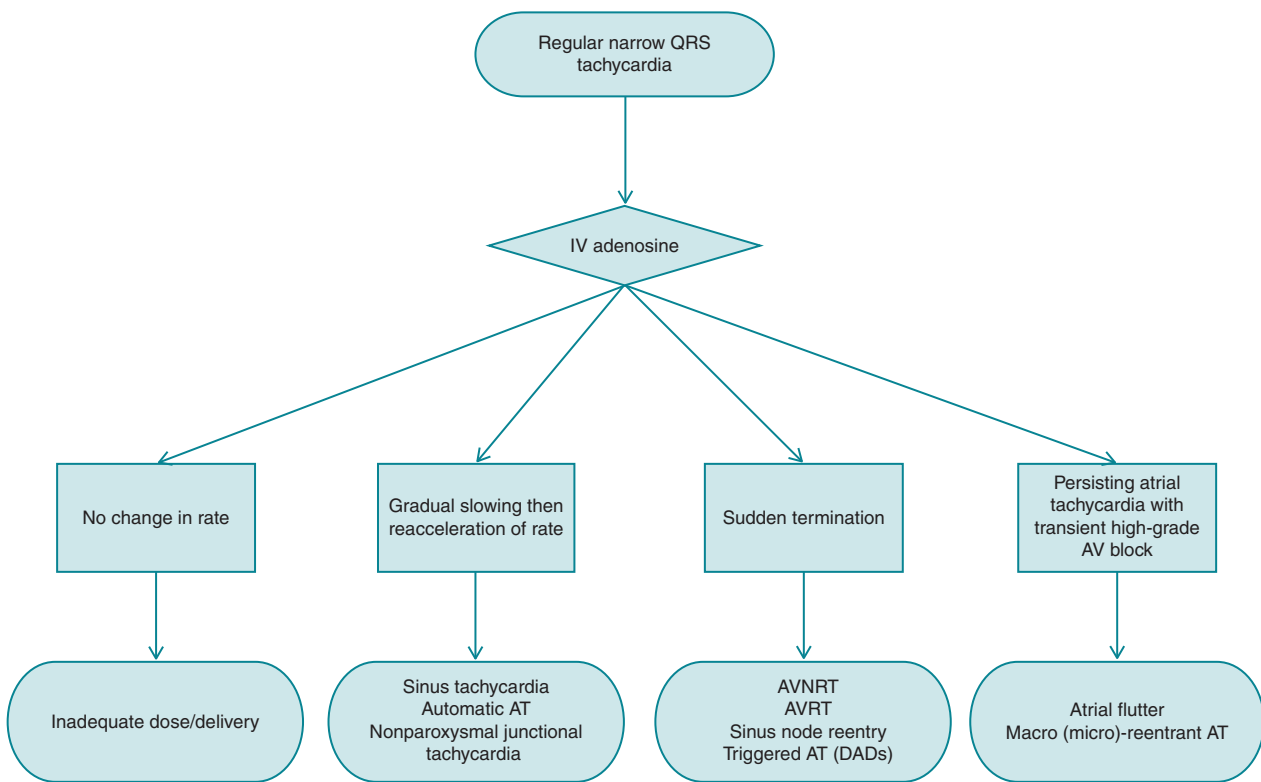 Regular narrow QRS
tachycardia
IV adenosine
No change in rate
Gradual slowing then
reacceleration of rate
Sudden termination
Persisting atrial
tachycardia with
transient high-grade
AV block
Inadequate dose/delivery
Sinus tachycardia
Automatic AT
Nonparoxysmal junctional
tachycardia
AVNRT
AVRT
Sinus node reentry
Triggered AT (DADs)
Atrial flutter
Macro (micro)-reentrant AT